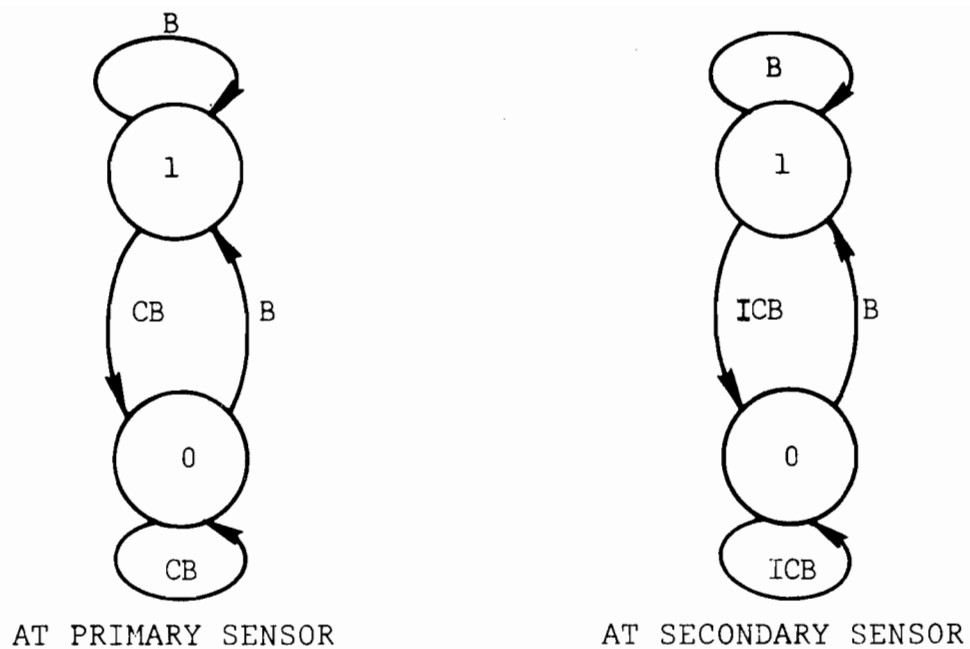 B
1
CB
B
0
CB
AT PRIMARY SENSOR
B
1
ICB
B
0
ICB
AT SECONDARY SENSOR